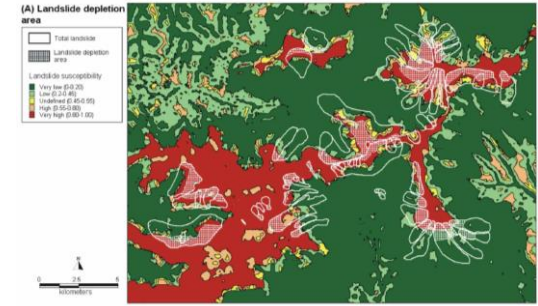 (A) Landslide depletion
area
Total landslide
Landslide depletion
area
Landslide susceptibility
Very low (0-0.20)
Low (0.2-0.45)
Undefined (0.45-0.55)
High (0.55-0.80)
Very high (0.80-1.00)
N
0 2.5 5
kilometers